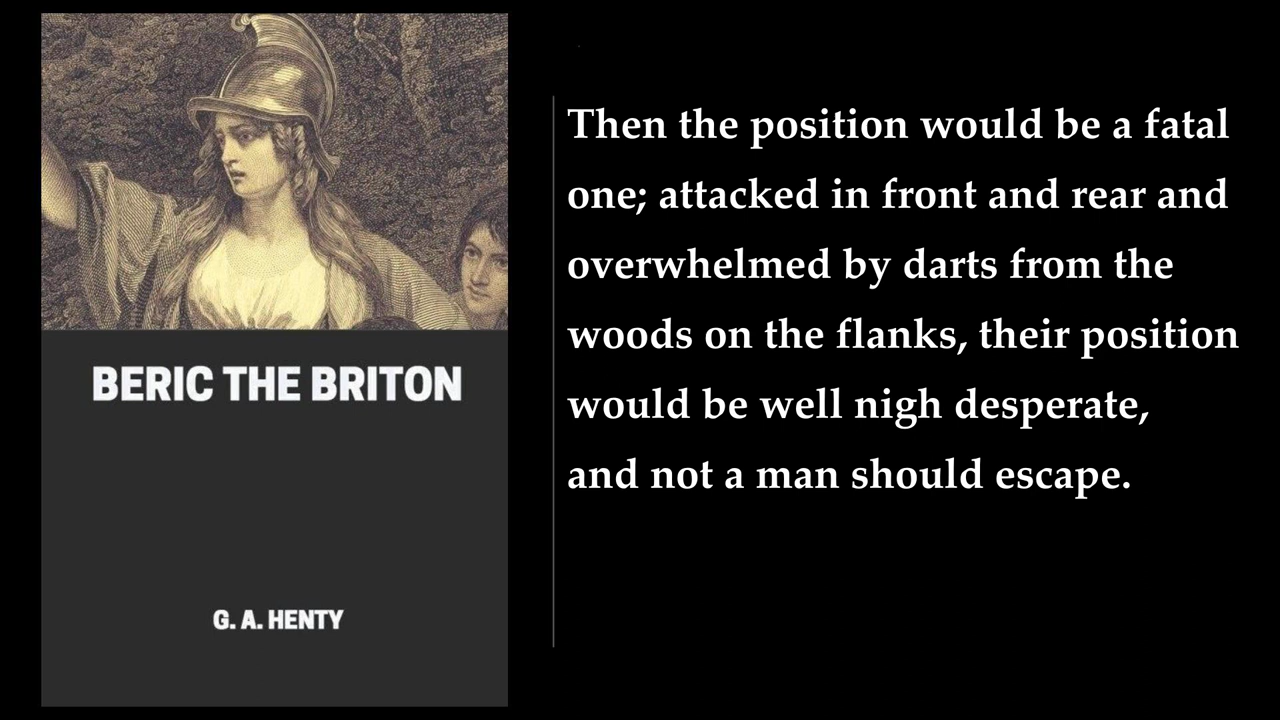 BERIC THE BRITON
G. A. HENTY
Then the position would be a fatal
one; attacked in front and rear and
overwhelmed by darts from the
woods on the flanks, their position
would be well nigh desperate,
and not a man should escape.